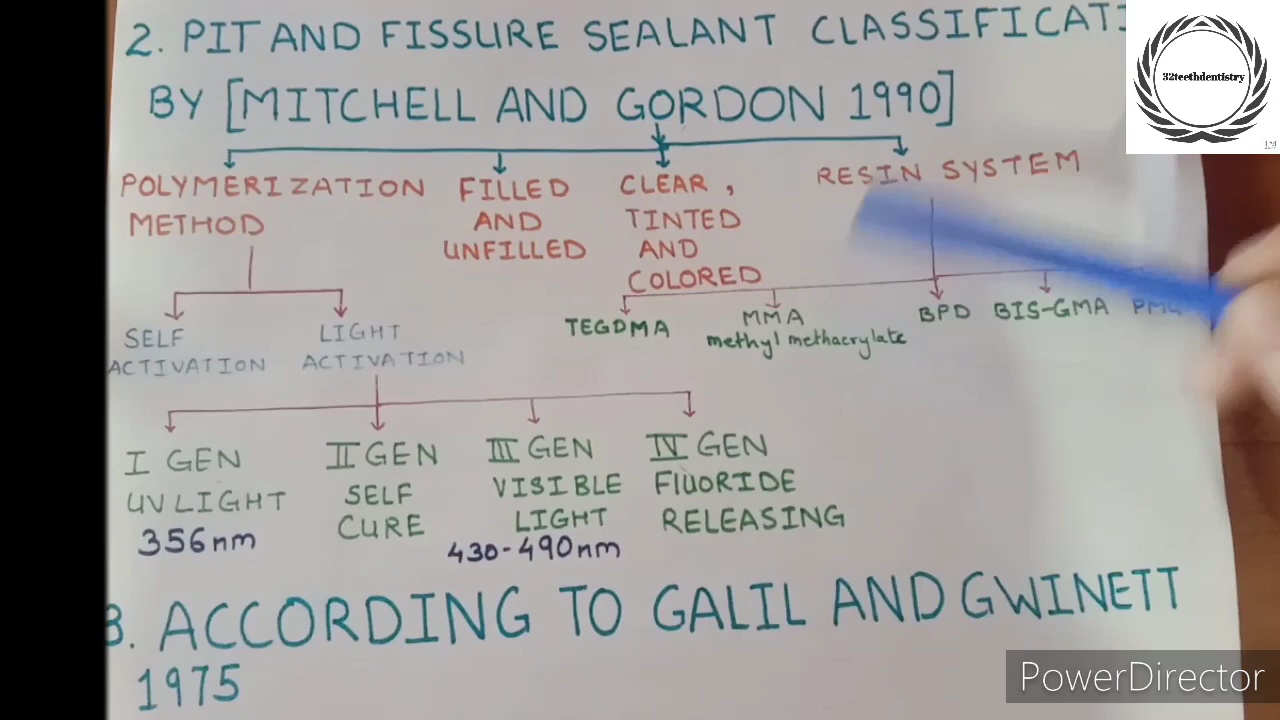 2. PIT AND FISSURE SEALANT CLASSIFICATI
BY [MITCHELL AND GORDON 1990]
POLYMERIZATION
METHOD
FILLED
AND
UNFILLED
CLEAR,
TINTED
AND
COLORED
RESIN SYSTEM
SELF
ACTIVATION
LIGHT
ACTIVATION
TEGDMA
MMA
methyl methacrylate
BPD
BIS-GMA
I GEN
UV LIGHT
356nm
II GEN
SELF
CURE
III GEN
VISIBLE
LIGHT
430-490nm
IV GEN
FlUORIDE
RELEASING
3. ACCORDING TO GALIL AND GWINETT
1975
32teethdentistry
PowerDirector